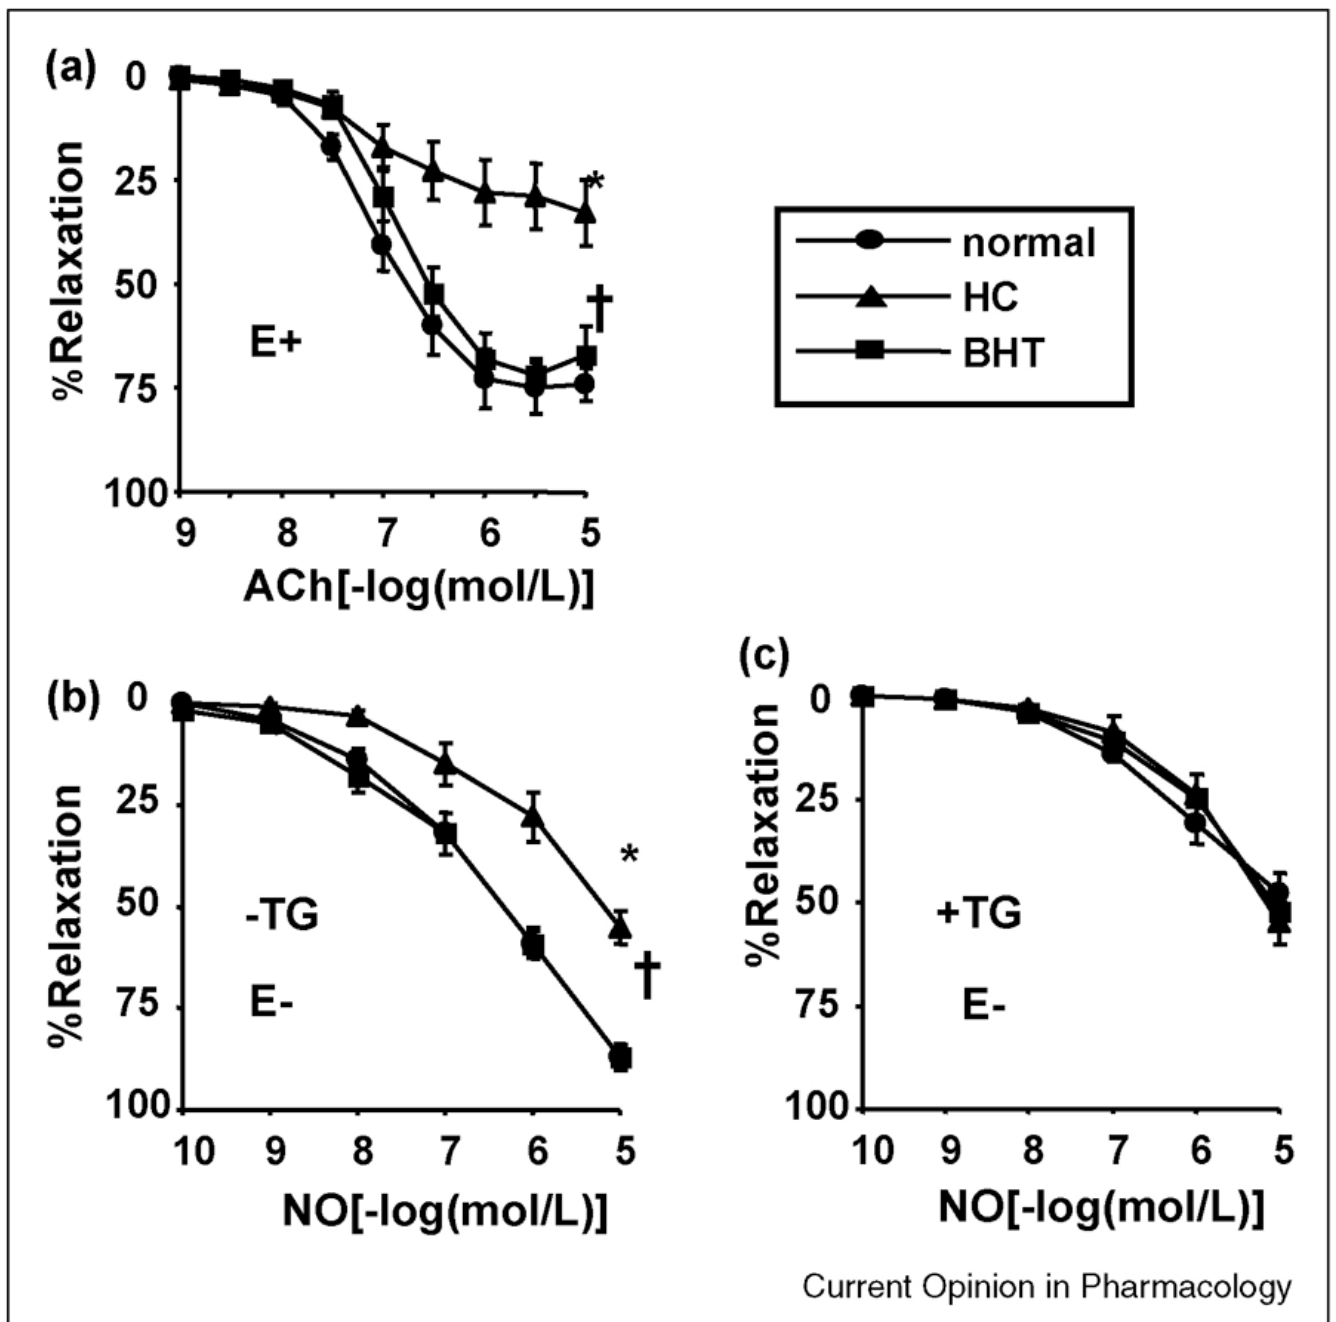 (a)
%Relaxation
0
25
50
75
100
E+
*
†
9 8 7 6 5
ACh[-log(mol/L)]
normal
HC
BHT
(b)
%Relaxation
0
25
50
75
100
-TG
E-
*
†
10 9 8 7 6 5
NO[-log(mol/L)]
(c)
%Relaxation
0
25
50
75
100
+TG
E-
10 9 8 7 6 5
NO[-log(mol/L)]
Current Opinion in Pharmacology